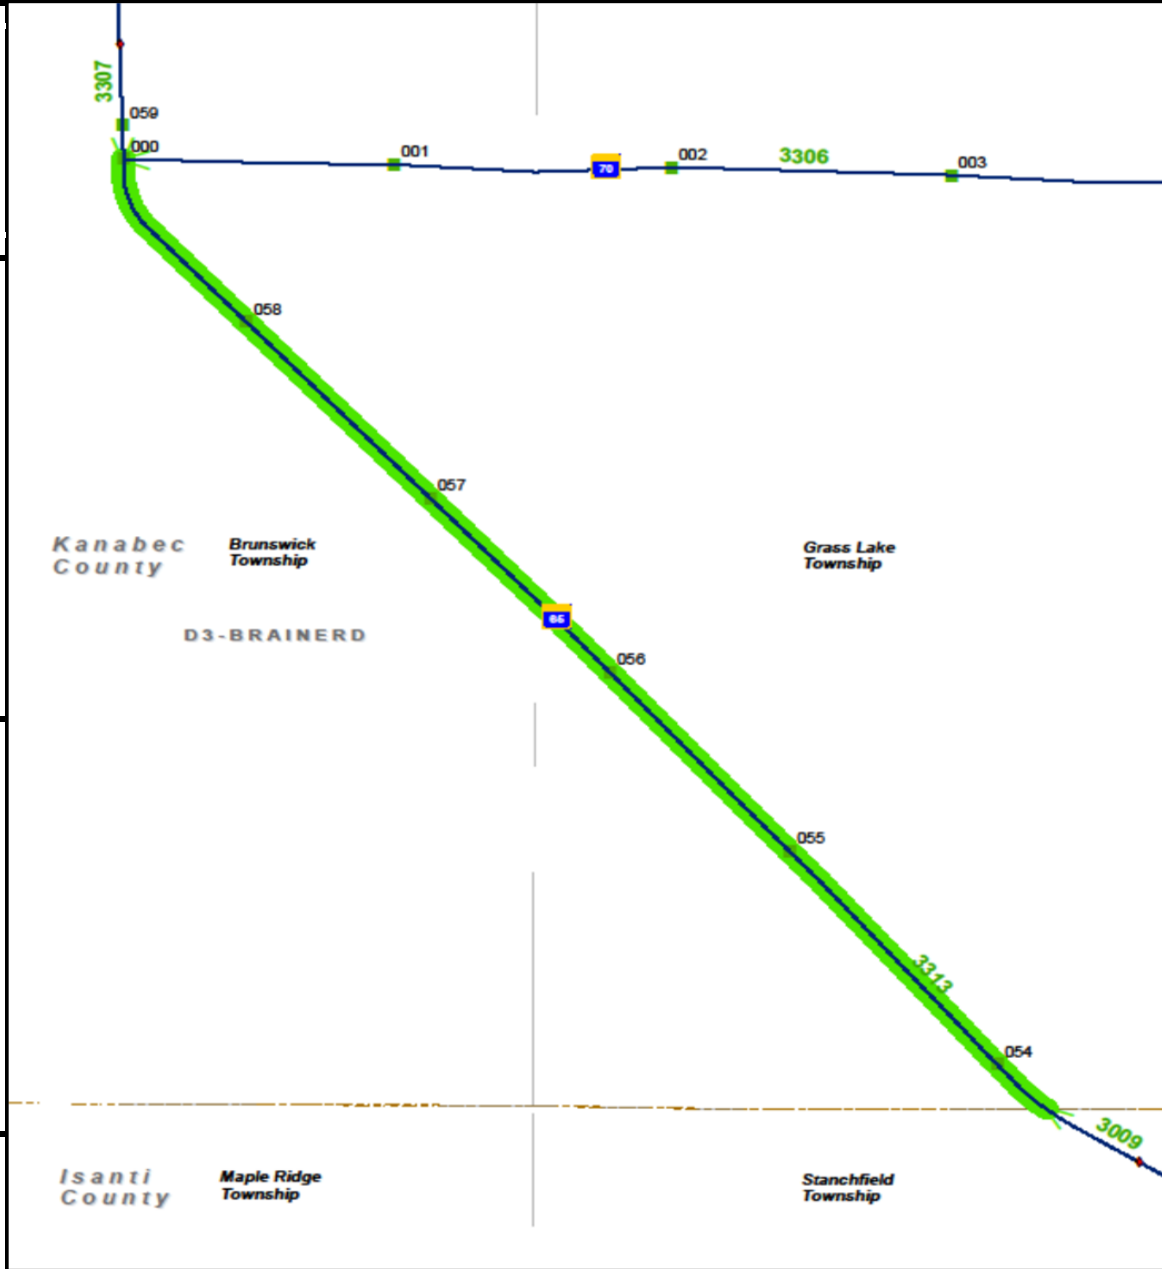 3307
059
000
001
70
002
3306
003
058
057
Kanabec
County
Brunswick
Township
Grass Lake
Township
D3-BRAINERD
65
056
055
3313
054
3009
Isanti
County
Maple Ridge
Township
Stanchfield
Township